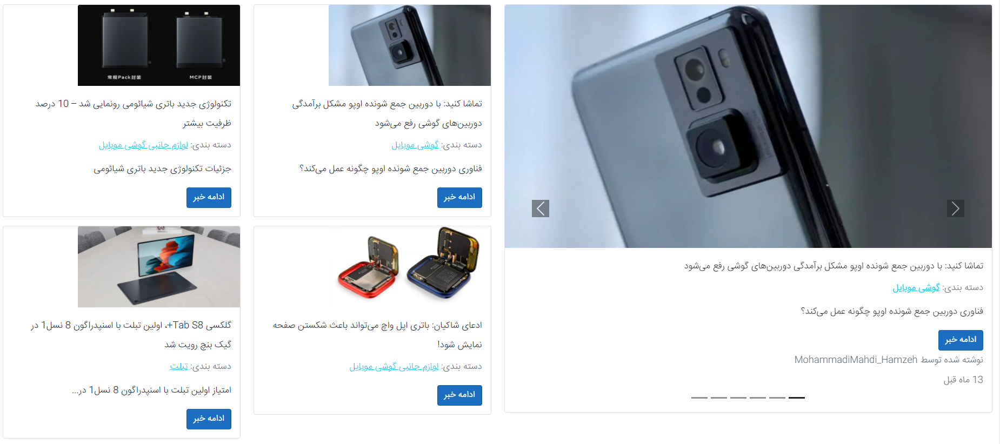 تماشا کنید: با دوربین جمع شونده اوپو مشکل برآمدگی دوربین‌های گوشی رفع می‌شود
دسته بندی: گوشی موبایل
فناوری دوربین جمع شونده اوپو چگونه عمل می‌کند؟
ادامه خبر
نوشته شده توسط MohammadiMahdi_Hamzeh
13 ماه قبل
تماشا کنید: با دوربین جمع شونده اوپو مشکل برآمدگی
دوربین‌های گوشی رفع می‌شود
دسته بندی: گوشی موبایل
فناوری دوربین جمع شونده اوپو چگونه عمل می‌کند؟
ادامه خبر
常规Pack封装
MCP封装
تکنولوژی جدید باتری شیائومی رونمایی شد – 10 درصد
ظرفیت بیشتر
دسته بندی: لوازم جانبی گوشی موبایل
جزئیات تکنولوژی جدید باتری شیائومی
ادامه خبر
ادعای شاکیان: باتری اپل واچ می‌تواند باعث شکستن صفحه
نمایش شود!
دسته بندی: لوازم جانبی گوشی موبایل
ادامه خبر
گلکسی Tab S8+، اولین تبلت با اسنپدراگون 8 نسل1 در
گیک بنچ رویت شد
دسته بندی: تبلت
امتیاز اولین تبلت با اسنپدراگون 8 نسل1 در...
ادامه خبر